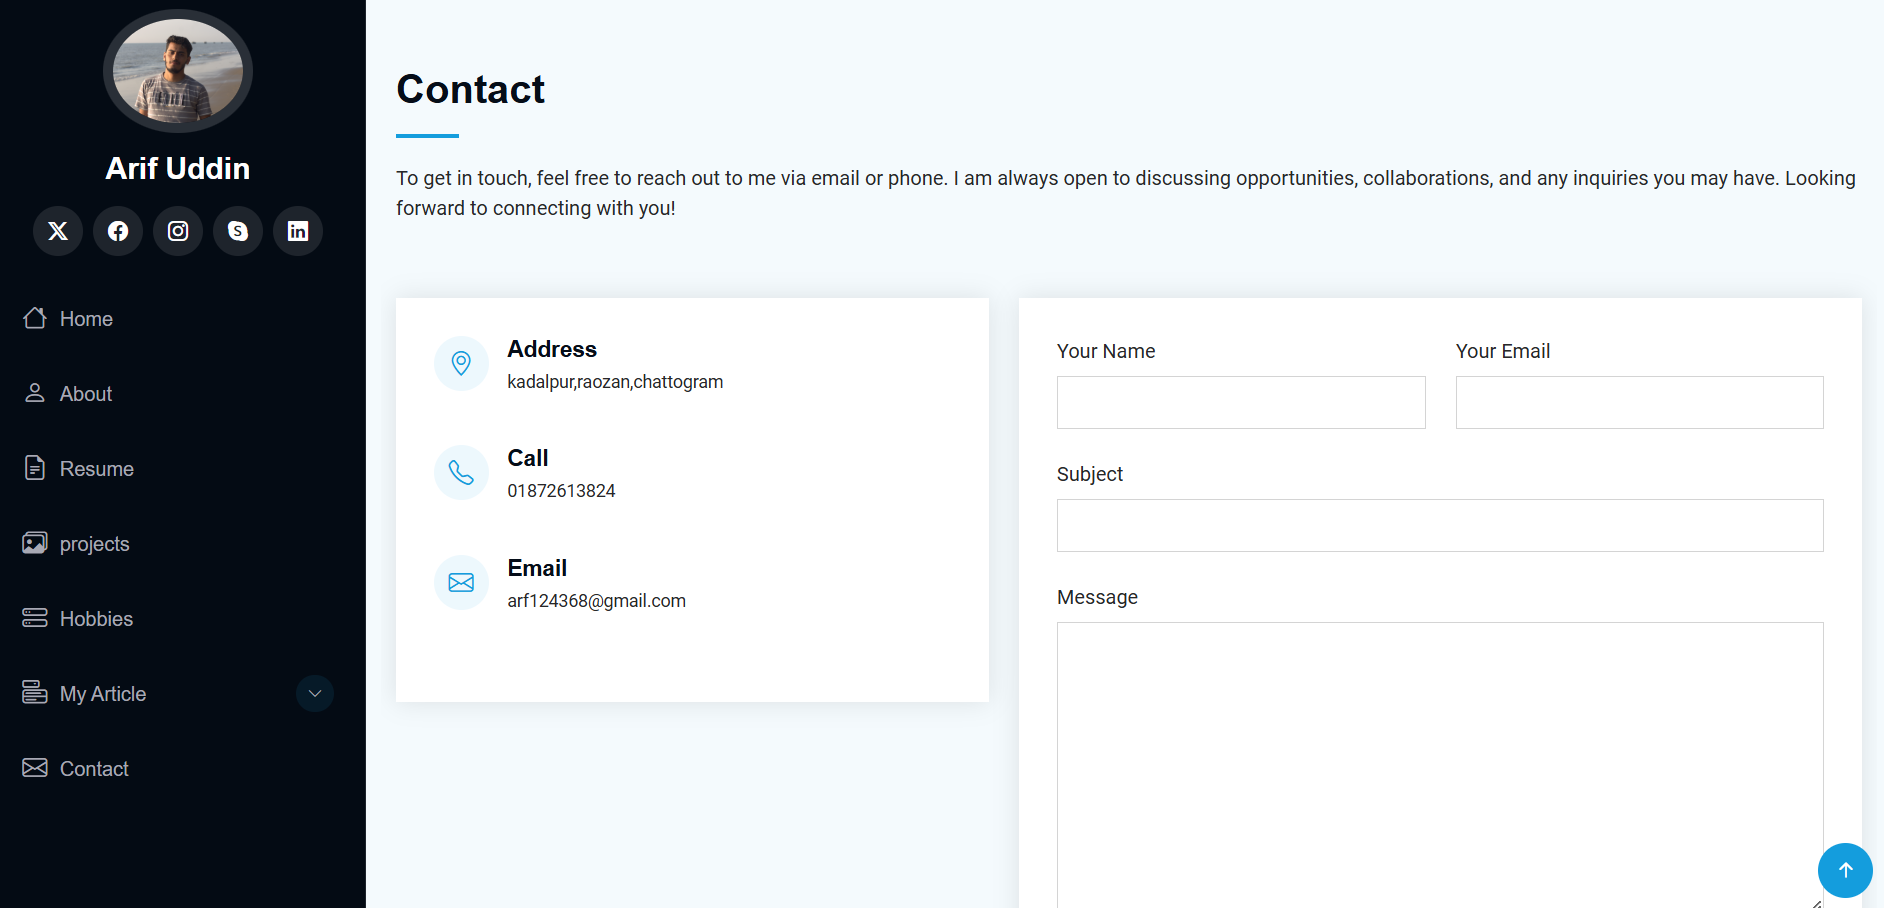 Arif Uddin
Home
About
Resume
projects
Hobbies
My Article
Contact
Contact
To get in touch, feel free to reach out to me via email or phone. I am always open to discussing opportunities, collaborations, and any inquiries you may have. Looking
forward to connecting with you!
Address
kadalpur,raozan,chattogram
Call
01872613824
Email
arf124368@gmail.com
Your Name
Your Email
Subject
Message